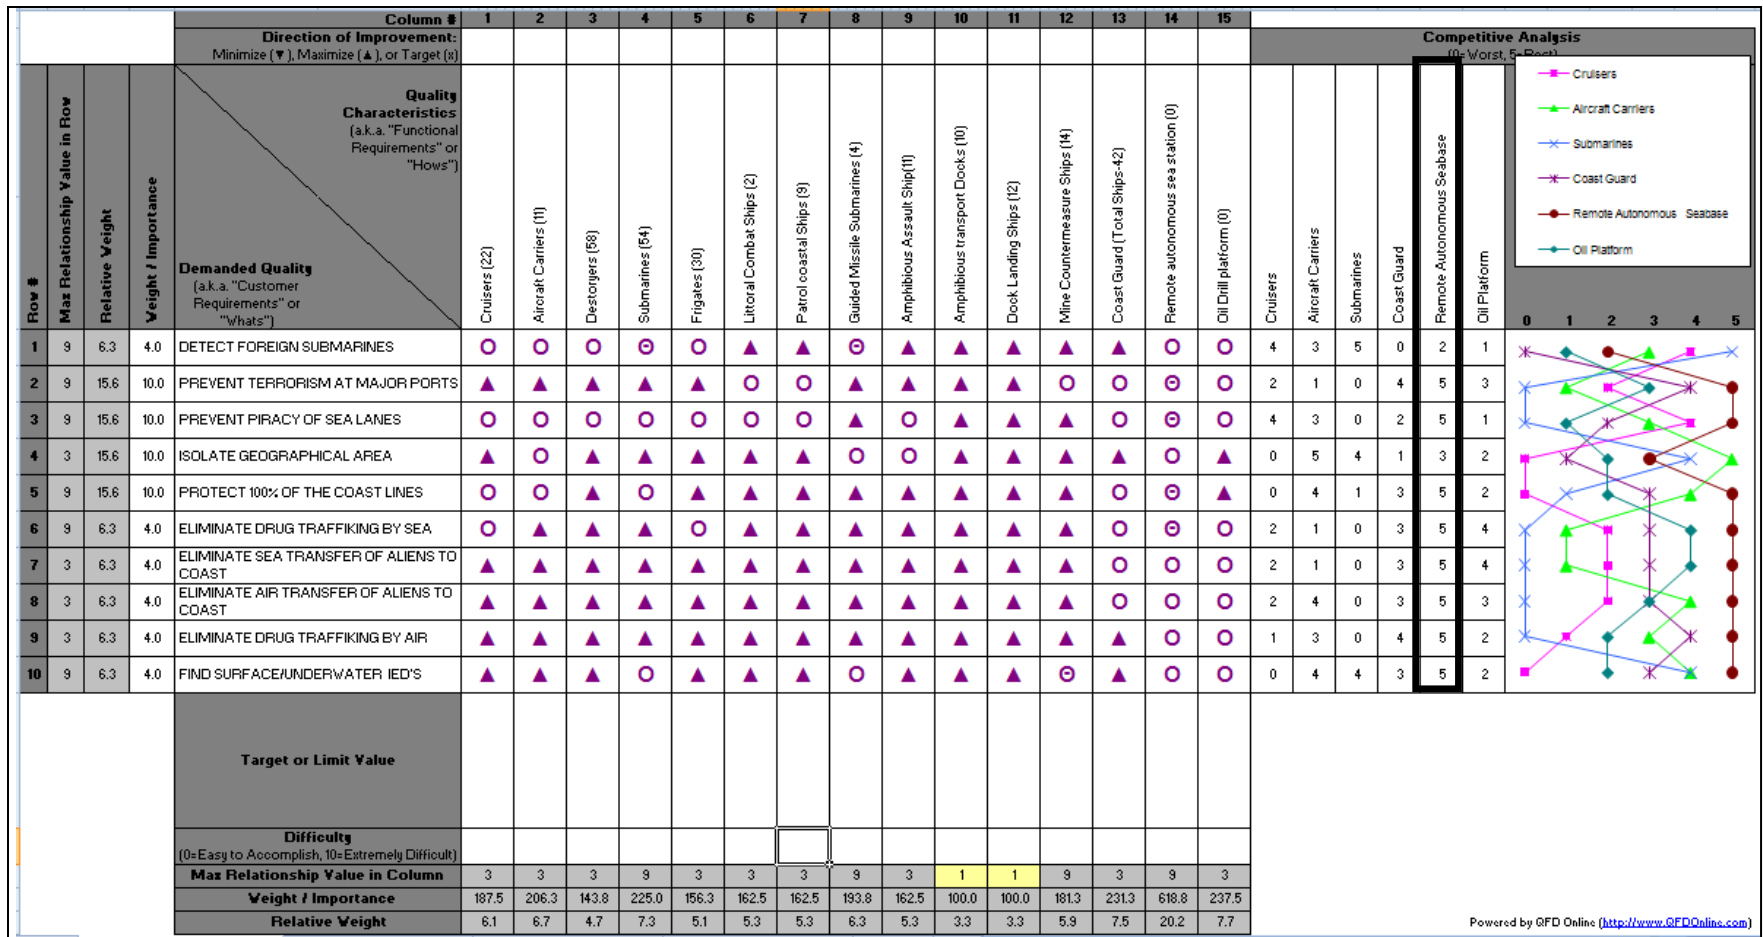 Column # 1 2 3 4 5 6 7 8 9 10 11 12 13 14 15
Direction of Improvement:
Minimize (▼), Maximize (▲), or Target (x)
Competitive Analysis
(0=Worst, 5=Best)
Row #
Max Relationship Value in Row
Relative Weight
Weight / Importance
Quality
Characteristics
(a.k.a. "Functional
Requirements" or
"Hows")
Demanded Quality
(a.k.a. "Customer
Requirements" or
"Whats")
Cruisers (22)
Aircraft Carriers (11)
Destoryers (58)
Submarines (54)
Frigates (30)
Littoral Combat Ships (2)
Patrol coastal Ships (9)
Guided Missile Submarines (4)
Amphibious Assault Ship(11)
Amphibious transport Docks (10)
Dock Landing Ships (12)
Mine Countermeasure Ships (14)
Coast Guard (Total Ships-42)
Remote autonomous sea station (0)
Oil Drill platform (0)
Cruisers
Aircraft Carriers
Submarines
Coast Guard
Remote Autonomous Seabase
Oil Platform
Cruisers
Aircraft Carriers
Submarines
Coast Guard
Remote Autonomous Seabase
Oil Platform
0 1 2 3 4 5
1 9 6.3 4.0 DETECT FOREIGN SUBMARINES 4 3 5 0 2 1
2 9 15.6 10.0 PREVENT TERRORISM AT MAJOR PORTS 2 1 0 4 5 3
3 9 15.6 10.0 PREVENT PIRACY OF SEA LANES 4 3 0 2 5 1
4 3 15.6 10.0 ISOLATE GEOGRAPHICAL AREA 0 5 4 1 3 2
5 9 15.6 10.0 PROTECT 100% OF THE COAST LINES 0 4 1 3 5 2
6 9 6.3 4.0 ELIMINATE DRUG TRAFFIKING BY SEA 2 1 0 3 5 4
7 3 6.3 4.0 ELIMINATE SEA TRANSFER OF ALIENS TO
COAST 2 1 0 3 5 4
8 3 6.3 4.0 ELIMINATE AIR TRANSFER OF ALIENS TO
COAST 2 4 0 3 5 3
9 3 6.3 4.0 ELIMINATE DRUG TRAFFIKING BY AIR 1 3 0 4 5 2
10 9 6.3 4.0 FIND SURFACE/UNDERWATER IED'S 0 4 4 3 5 2
Target or Limit Value
Difficulty
(0=Easy to Accomplish, 10=Extremely Difficult)
Max Relationship Value in Column 3 3 3 9 3 3 3 9 3 1 1 9 3 9 3
Weight / Importance 187.5 206.3 143.8 225.0 156.3 162.5 162.5 193.8 162.5 100.0 100.0 181.3 231.3 618.8 237.5
Relative Weight 6.1 6.7 4.7 7.3 5.1 5.3 5.3 6.3 5.3 3.3 3.3 5.9 7.5 20.2 7.7
Powered by QFD Online (http://www.QFDOnline.com)